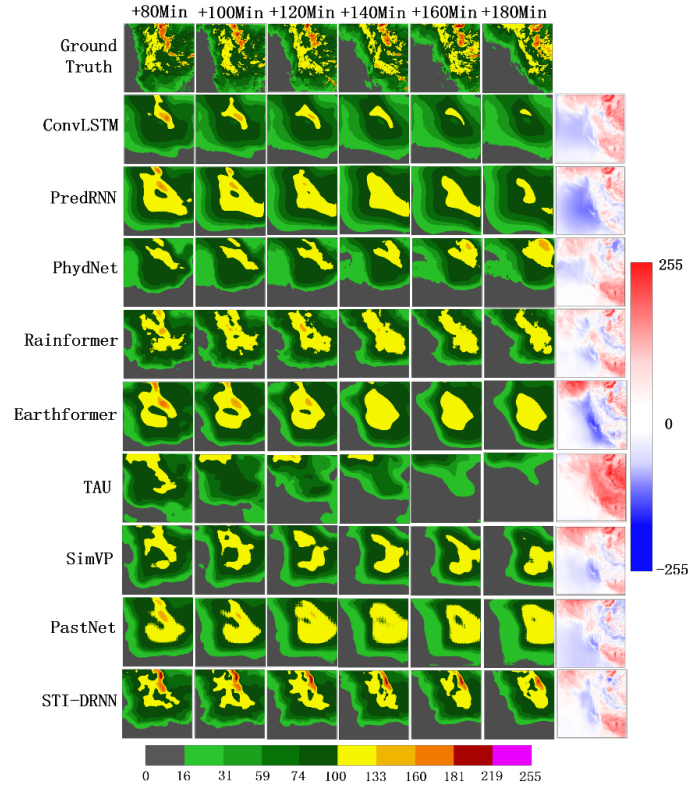 +80Min +100Min +120Min +140Min +160Min +180Min
Ground
Truth
ConvLSTM
PredRNN
PhydNet
Rainformer
Earthformer
TAU
SimVP
PastNet
STI-DRNN
255
0
-255
0 16 31 59 74 100 133 160 181 219 255